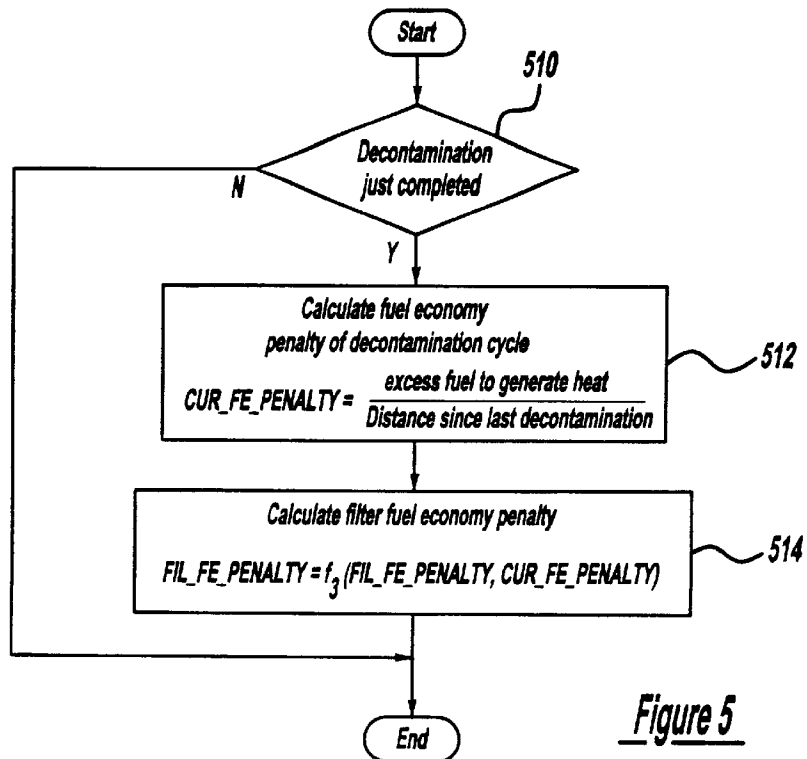 Start
510
Decontamination
just completed
N
Y
Calculate fuel economy
penalty of decontamination cycle
CUR_FE_PENALTY = excess fuel to generate heat
Distance since last decontamination
512
Calculate filter fuel economy penalty
FIL_FE_PENALTY = f3 (FIL_FE_PENALTY, CUR_FE_PENALTY)
514
End
Figure 5